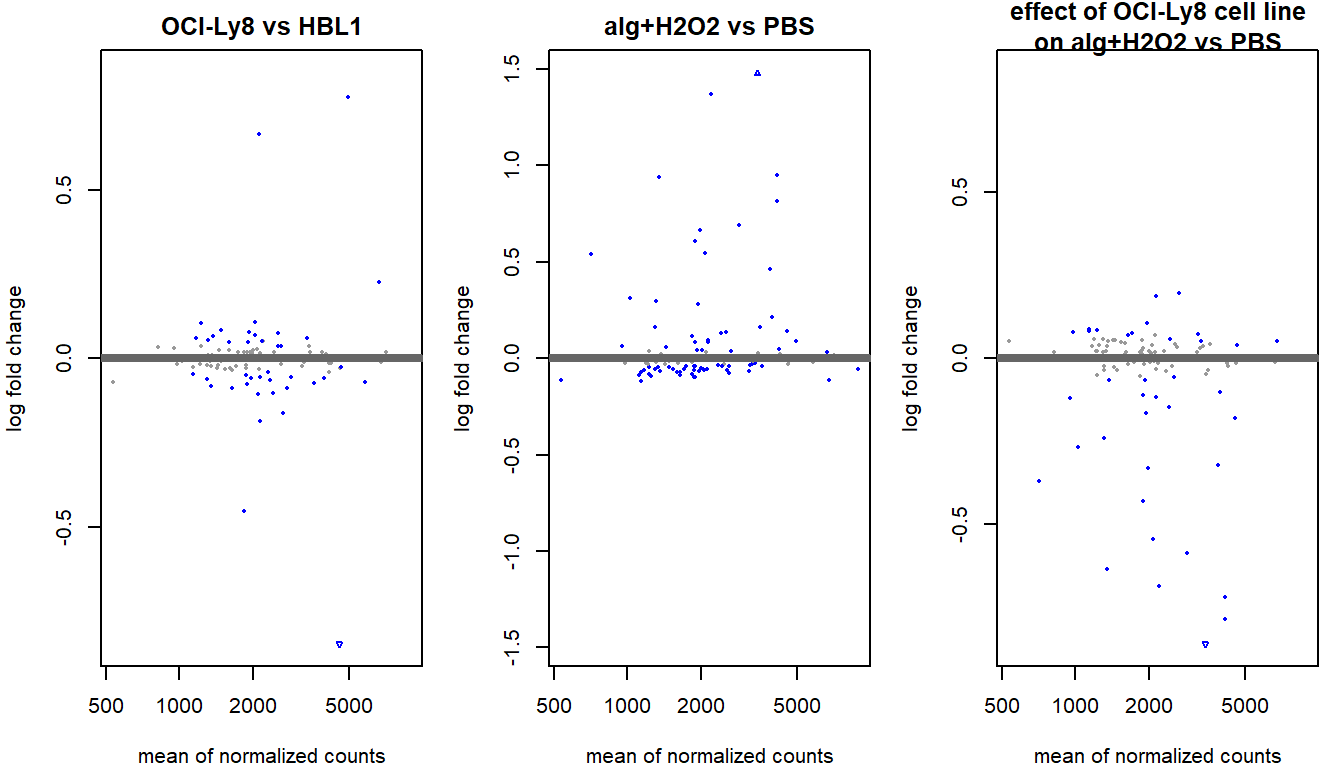 OCI-Ly8 vs HBL1
log fold change
0.5
0.0
-0.5
500 1000 2000 5000
mean of normalized counts
aIg+H2O2 vs PBS
log fold change
1.5
1.0
0.5
0.0
-0.5
-1.0
-1.5
500 1000 2000 5000
mean of normalized counts
effect of OCI-Ly8 cell line
on aIg+H2O2 vs PBS
log fold change
0.5
0.0
-0.5
500 1000 2000 5000
mean of normalized counts